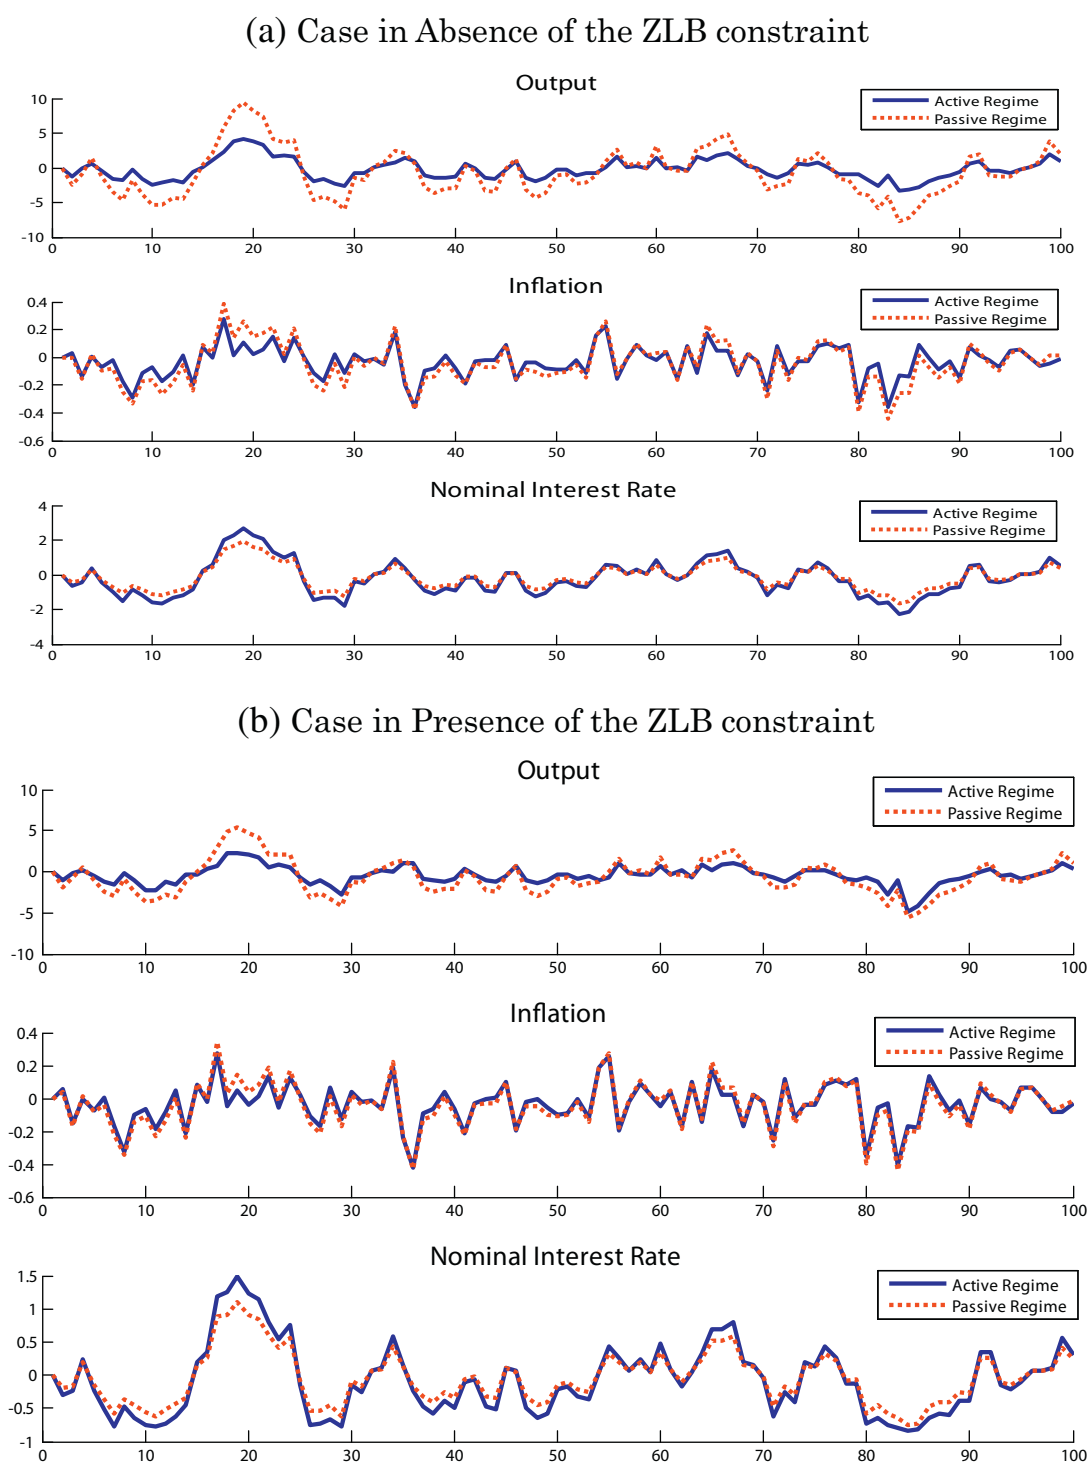 (a) Case in Absence of the ZLB constraint
Output
Active Regime
Passive Regime
10
5
0
-5
-10
0 10 20 30 40 50 60 70 80 90 100
Inflation
Active Regime
Passive Regime
0.4
0.2
0
-0.2
-0.4
-0.6
0 10 20 30 40 50 60 70 80 90 100
Nominal Interest Rate
Active Regime
Passive Regime
4
2
0
-2
-4
0 10 20 30 40 50 60 70 80 90 100
(b) Case in Presence of the ZLB constraint
Output
Active Regime
Passive Regime
10
5
0
-5
-10
0 10 20 30 40 50 60 70 80 90 100
Inflation
Active Regime
Passive Regime
0.4
0.2
0
-0.2
-0.4
-0.6
0 10 20 30 40 50 60 70 80 90 100
Nominal Interest Rate
Active Regime
Passive Regime
1.5
1
0.5
0
-0.5
-1
0 10 20 30 40 50 60 70 80 90 100